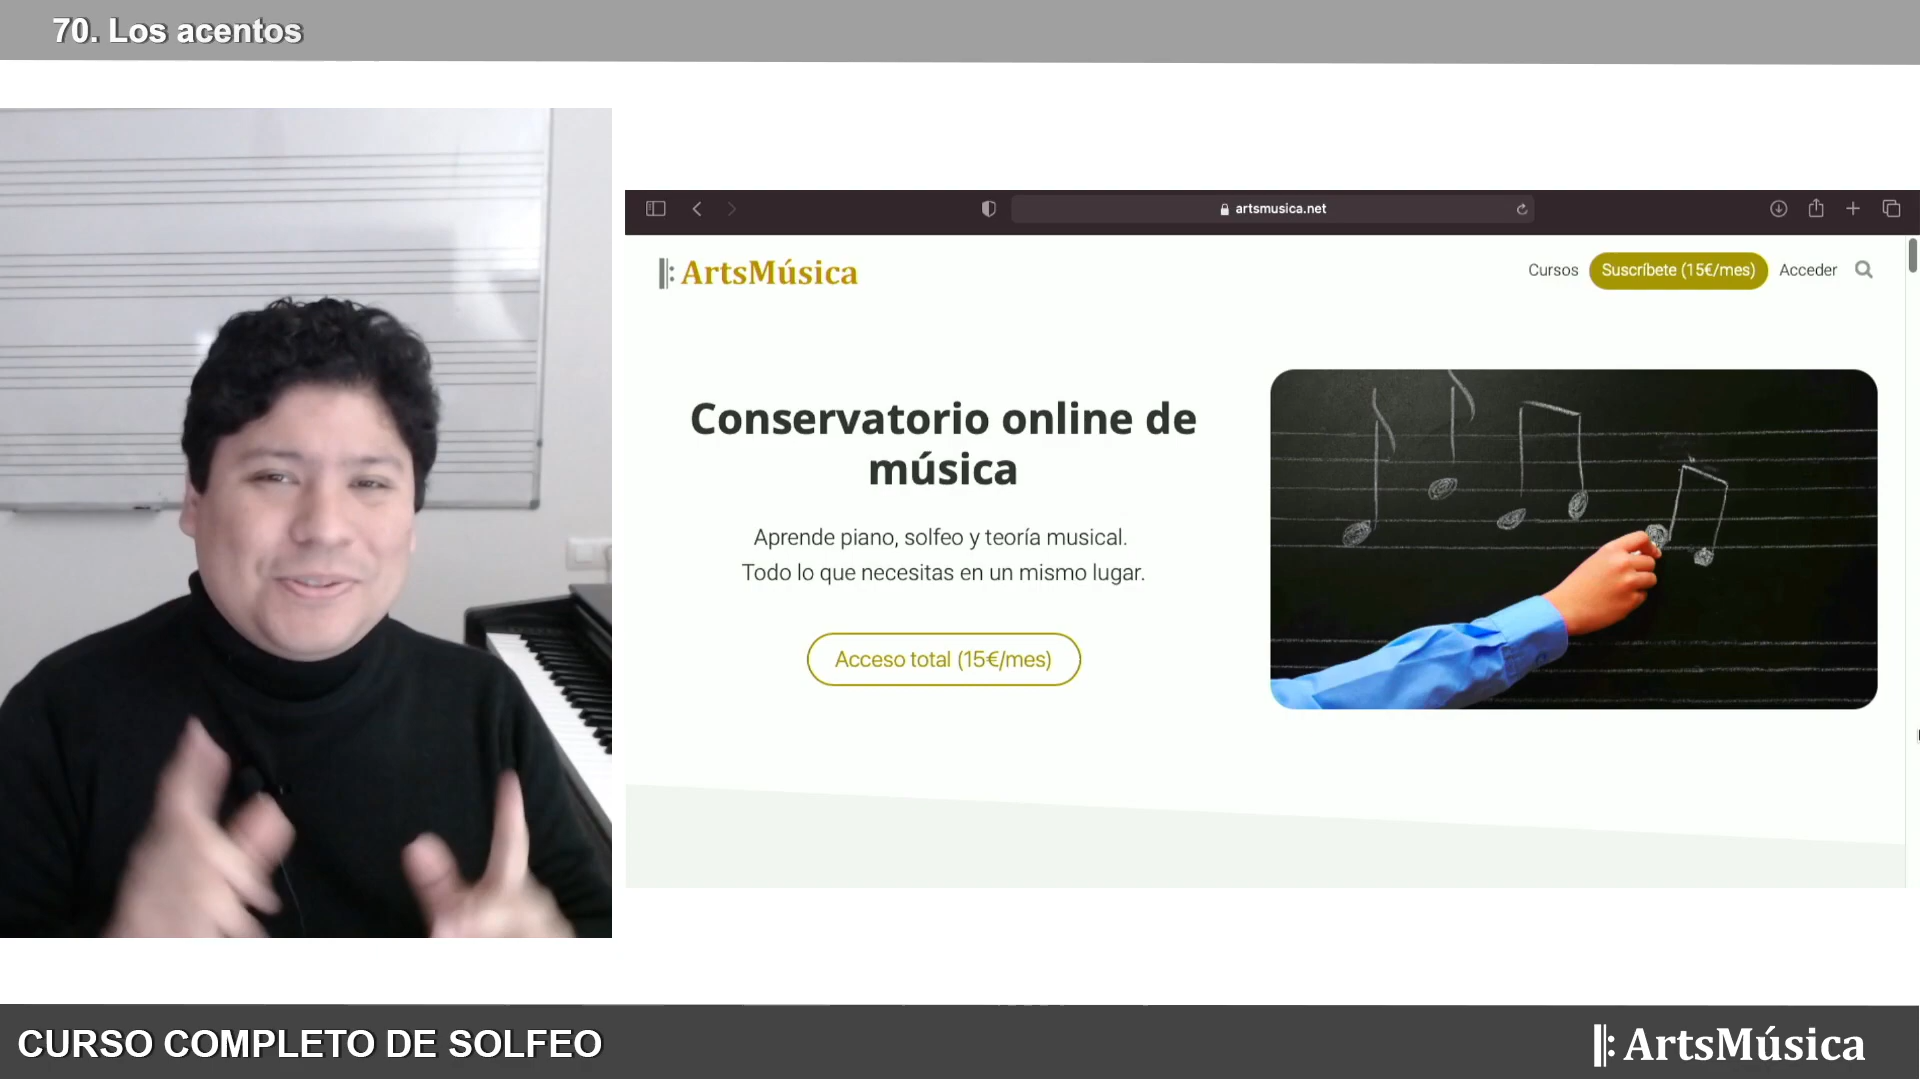 70. Los acentos
artsmusica.net
ArtsMúsica
Cursos
Suscríbete (15€/mes)
Acceder
Conservatorio online de
música
Aprende piano, solfeo y teoría musical.
Todo lo que necesitas en un mismo lugar.
Acceso total (15€/mes)
CURSO COMPLETO DE SOLFEO
ArtsMúsica